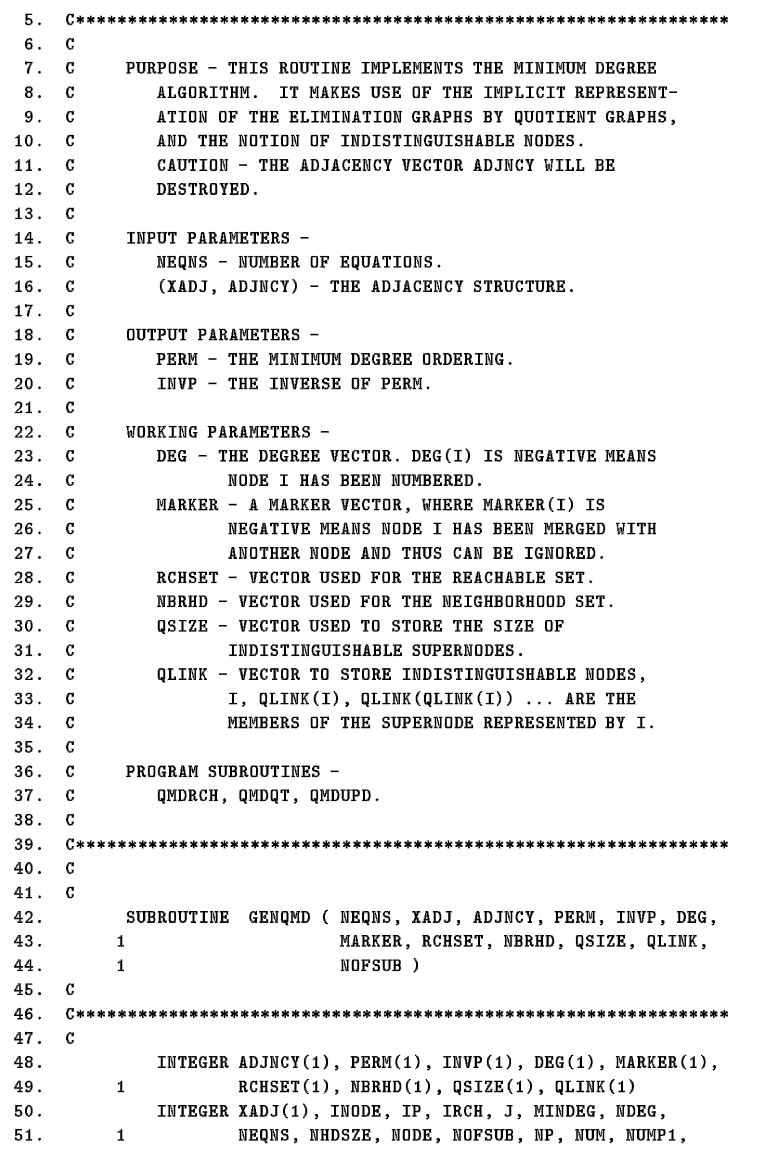 5. C***************************************************************
6. C
7. C PURPOSE - THIS ROUTINE IMPLEMENTS THE MINIMUM DEGREE
8. C ALGORITHM. IT MAKES USE OF THE IMPLICIT REPRESENT-
9. C ATION OF THE ELIMINATION GRAPHS BY QUOTIENT GRAPHS,
10. C AND THE NOTION OF INDISTINGUISHABLE NODES.
11. C CAUTION - THE ADJACENCY VECTOR ADJNCY WILL BE
12. C DESTROYED.
13. C
14. C INPUT PARAMETERS -
15. C NEQNS - NUMBER OF EQUATIONS.
16. C (XADJ, ADJNCY) - THE ADJACENCY STRUCTURE.
17. C
18. C OUTPUT PARAMETERS -
19. C PERM - THE MINIMUM DEGREE ORDERING.
20. C INVP - THE INVERSE OF PERM.
21. C
22. C WORKING PARAMETERS -
23. C DEG - THE DEGREE VECTOR. DEG(I) IS NEGATIVE MEANS
24. C NODE I HAS BEEN NUMBERED.
25. C MARKER - A MARKER VECTOR, WHERE MARKER(I) IS
26. C NEGATIVE MEANS NODE I HAS BEEN MERGED WITH
27. C ANOTHER NODE AND THUS CAN BE IGNORED.
28. C RCHSET - VECTOR USED FOR THE REACHABLE SET.
29. C NBRHD - VECTOR USED FOR THE NEIGHBORHOOD SET.
30. C QSIZE - VECTOR USED TO STORE THE SIZE OF
31. C INDISTINGUISHABLE SUPERNODES.
32. C QLINK - VECTOR TO STORE INDISTINGUISHABLE NODES,
33. C I, QLINK(I), QLINK(QLINK(I)) ... ARE THE
34. C MEMBERS OF THE SUPERNODE REPRESENTED BY I.
35. C
36. C PROGRAM SUBROUTINES -
37. C QMDRCH, QMDQT, QMDUPD.
38. C
39. C***************************************************************
40. C
41. C
42. SUBROUTINE GENQMD ( NEQNS, XADJ, ADJNCY, PERM, INVP, DEG,
43. 1 MARKER, RCHSET, NBRHD, QSIZE, QLINK,
44. 1 NOFSUB )
45. C
46. C***************************************************************
47. C
48. INTEGER ADJNCY(1), PERM(1), INVP(1), DEG(1), MARKER(1),
49. 1 RCHSET(1), NBRHD(1), QSIZE(1), QLINK(1)
50. INTEGER XADJ(1), INODE, IP, IRCH, J, MINDEG, NDEG,
51. 1 NEQNS, NHDSZE, NODE, NOFSUB, NP, NUM, NUMP1,